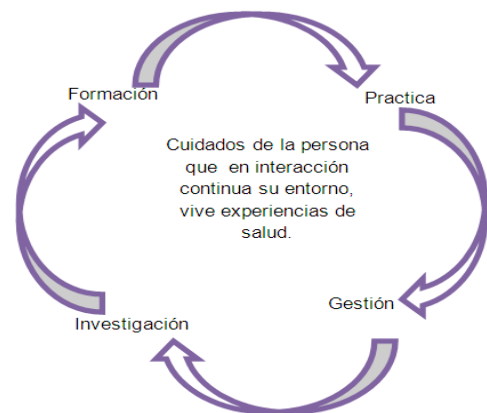 Formación
Practica
Cuidados de la persona
que en interacción
continua su entorno,
vive experiencias de
salud.
Gestión
Investigación